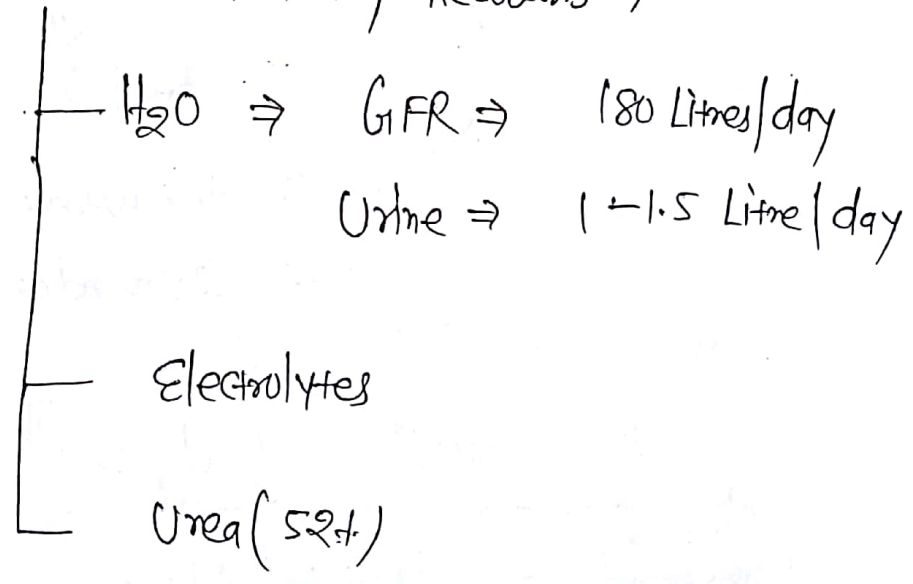 H2O ⇒ GFR ⇒ 180 Litres/day
Urine ⇒ 1-1.5 Litre/day
Electrolytes
Urea (52%)